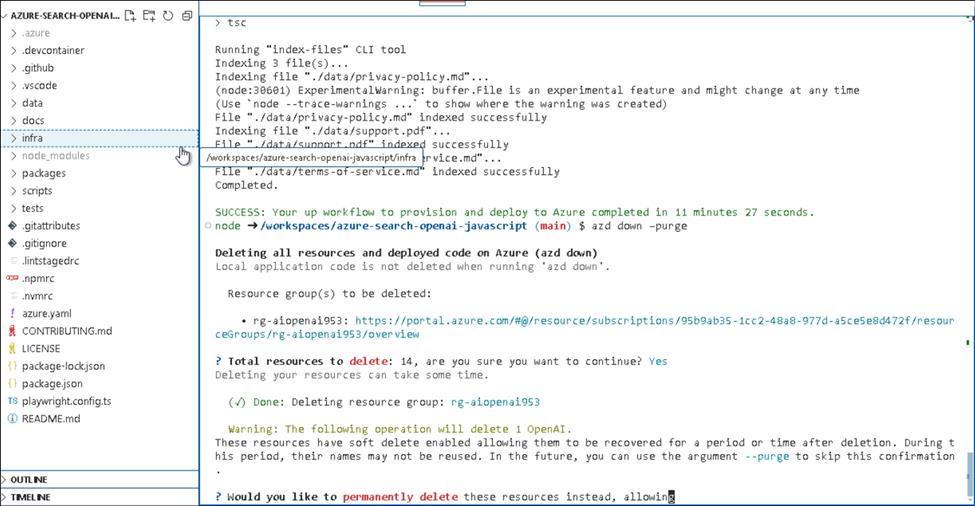 AZURE-SEARCH-OPENAI...
.azure
.devcontainer
.github
.vscode
data
docs
infra
node_modules
packages
scripts
tests
.gitattributes
.gitignore
.lintstagedrc
.npmrc
.nvmrc
azure.yaml
CONTRIBUTING.md
LICENSE
package-lock.json
package.json
TS playwright.config.ts
README.md
OUTLINE
TIMELINE
> tsc
Running "index-files" CLI tool
Indexing 3 file(s)...
Indexing file "./data/privacy-policy.md"...
(node:30601) ExperimentalWarning: buffer.File is an experimental feature and might change at any time
(Use `node --trace-warnings ...` to show where the warning was created)
File "./data/privacy-policy.md" indexed successfully
Indexing file "./data/support.pdf"...
File "./data/support.pdf" indexed successfully
/workspaces/azure-search-openai-javascript/infra
ervice.md"...
File "./data/terms-of-service.md" indexed successfully
Completed.
SUCCESS: Your up workflow to provision and deploy to Azure completed in 11 minutes 27 seconds.
node ➜/workspaces/azure-search-openai-javascript (main) $ azd down –purge
Deleting all resources and deployed code on Azure (azd down)
Local application code is not deleted when running 'azd down'.
Resource group(s) to be deleted:
• rg-aiopenai953: https://portal.azure.com/#@/resource/subscriptions/95b9ab35-1cc2-48a8-977d-a5ce5e8d472f/resour
ceGroups/rg-aiopenai953/overview
? Total resources to delete: 14, are you sure you want to continue? Yes
Deleting your resources can take some time.
(✓) Done: Deleting resource group: rg-aiopenai953
Warning: The following operation will delete 1 OpenAI.
These resources have soft delete enabled allowing them to be recovered for a period or time after deletion. During t
his period, their names may not be reused. In the future, you can use the argument --purge to skip this confirmation
.
? Would you like to permanently delete these resources instead, allowing